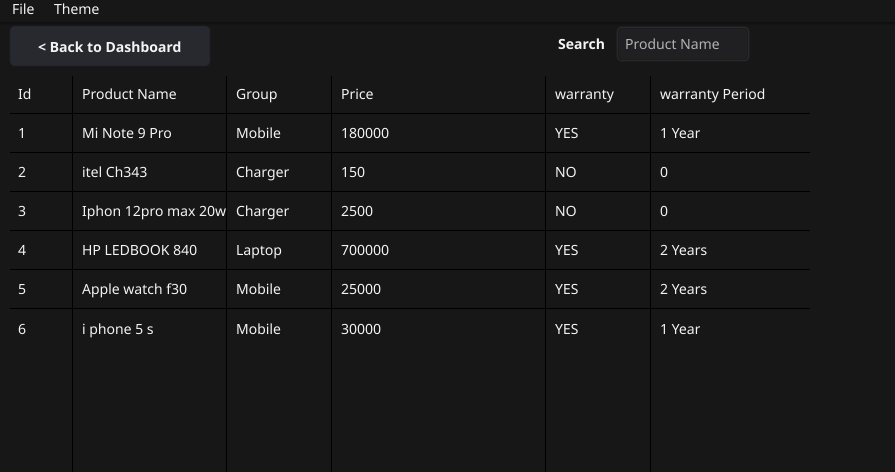 File Theme
< Back to Dashboard Search Product Name
Id Product Name Group Price warranty warranty Period
1 Mi Note 9 Pro Mobile 180000 YES 1 Year
2 itel Ch343 Charger 150 NO 0
3 Iphon 12pro max 20w Charger 2500 NO 0
4 HP LEDBOOK 840 Laptop 700000 YES 2 Years
5 Apple watch f30 Mobile 25000 YES 2 Years
6 i phone 5 s Mobile 30000 YES 1 Year